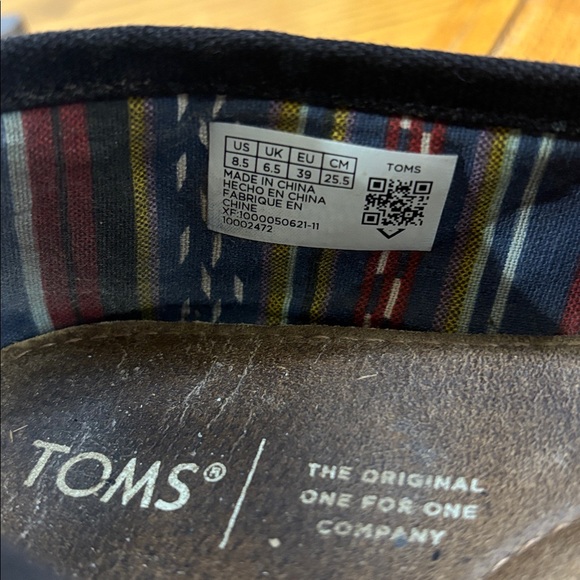 US UK EU CM
8.5 6.5 39 25.5
MADE IN CHINA
HECHO EN CHINA
FABRIQUE EN
CHINE
XF:1000050621-11
10002472
TOMS
TOMS®
THE ORIGINAL
ONE FOR ONE
COMPANY